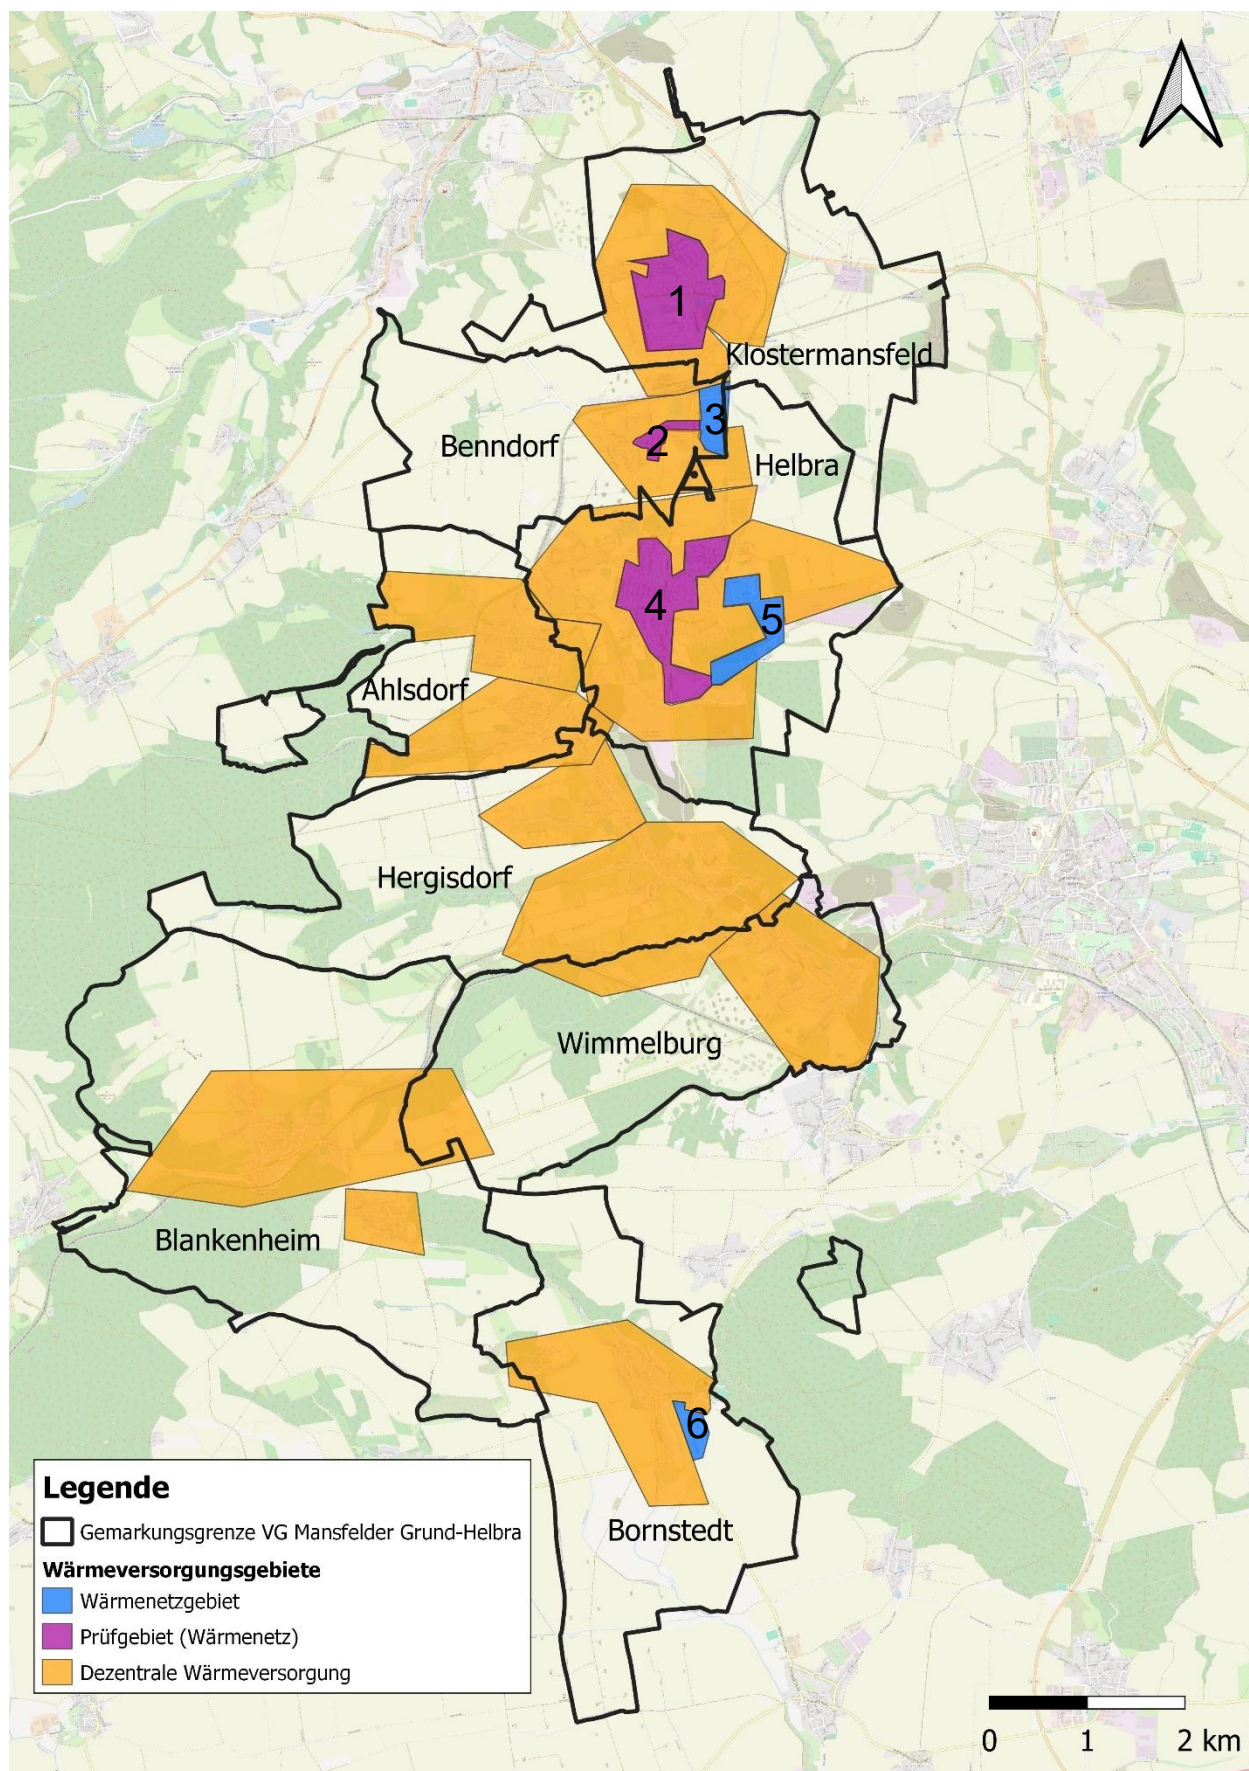 1
Klostermansfeld
3
2
Benndorf
Helbra
4
5
Ahlsdorf
Hergisdorf
Wimmelburg
Blankenheim
6
Bornstedt
Legende
Gemarkungsgrenze VG Mansfelder Grund-Helbra
Wärmeversorgungsgebiete
Wärmenetzgebiet
Prüfgebiet (Wärmenetz)
Dezentrale Wärmeversorgung
0 1 2 km